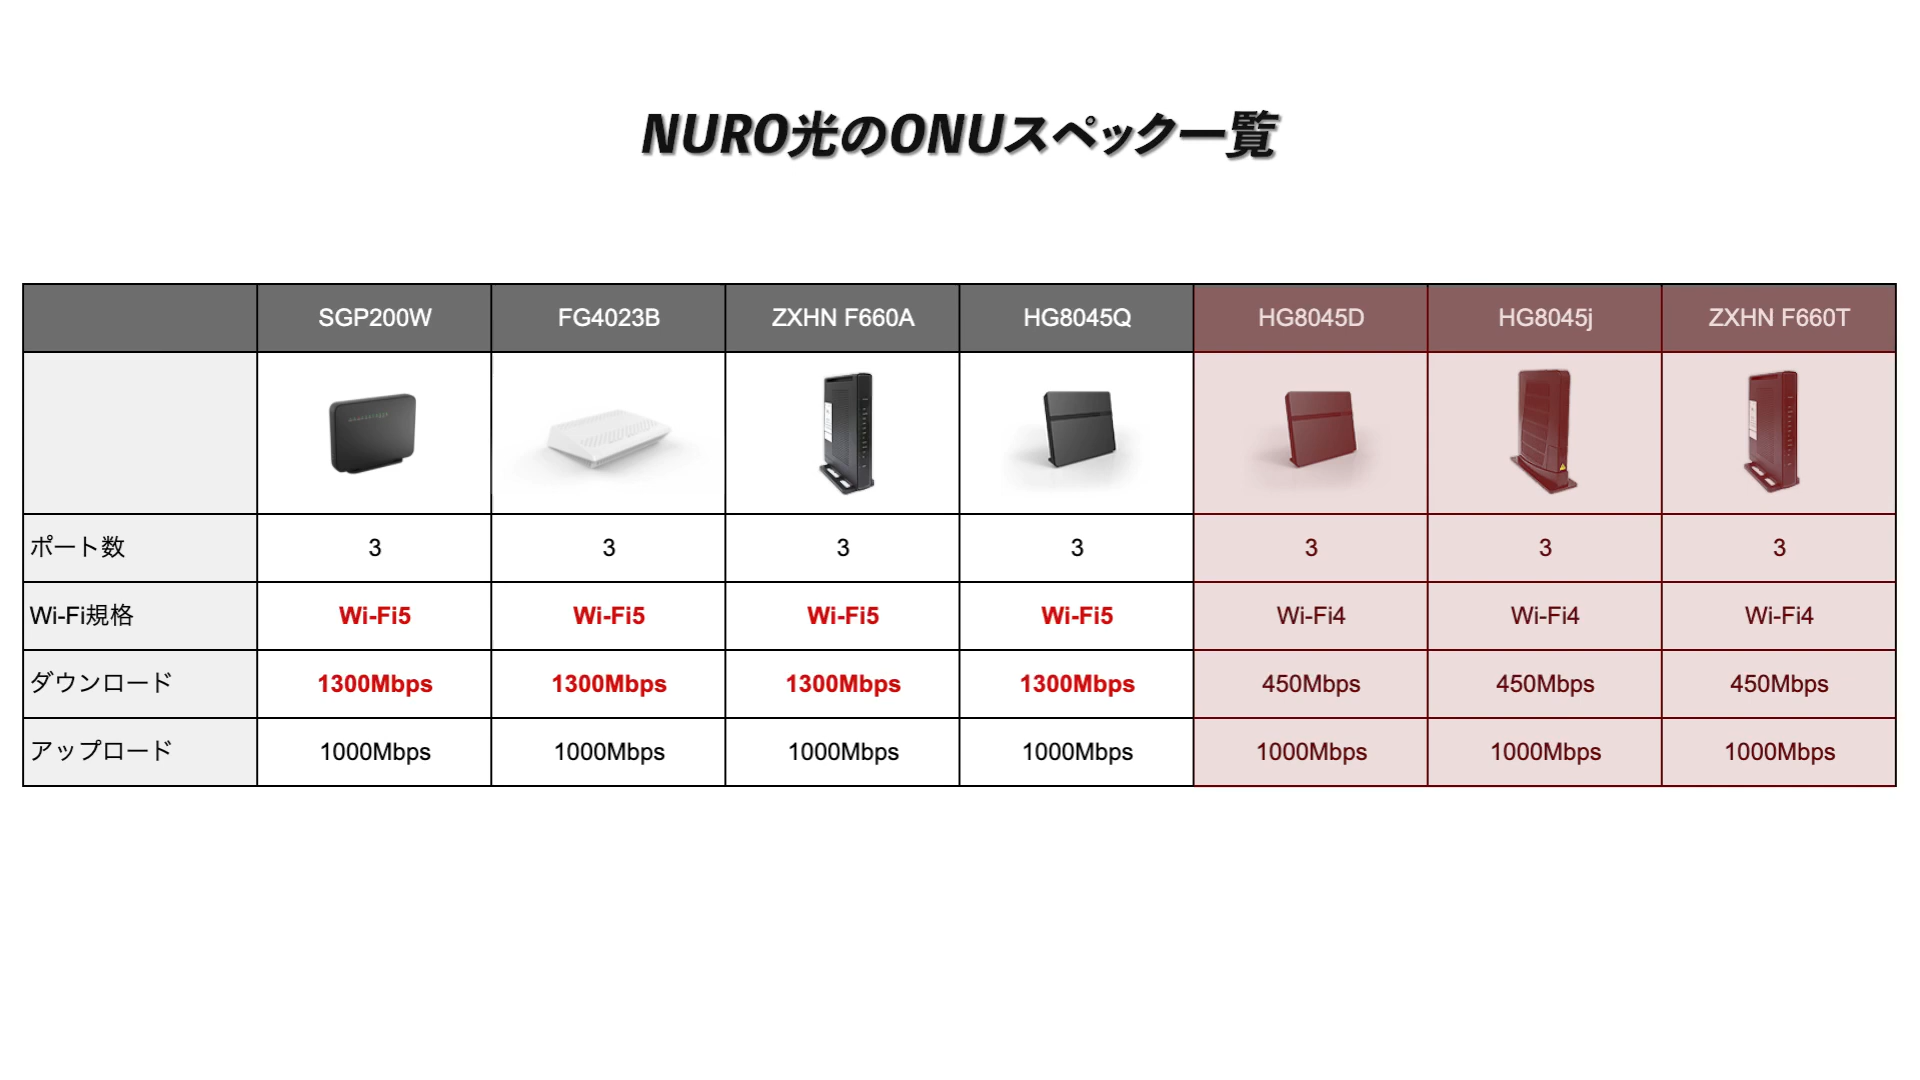 NURO光のONUスペック一覧
SGP200W FG4023B ZXHN F660A HG8045Q HG8045D HG8045j ZXHN F660T
ポート数 3 3 3 3 3 3 3
Wi-Fi規格 Wi-Fi5 Wi-Fi5 Wi-Fi5 Wi-Fi5 Wi-Fi4 Wi-Fi4 Wi-Fi4
ダウンロード 1300Mbps 1300Mbps 1300Mbps 1300Mbps 450Mbps 450Mbps 450Mbps
アップロード 1000Mbps 1000Mbps 1000Mbps 1000Mbps 1000Mbps 1000Mbps 1000Mbps